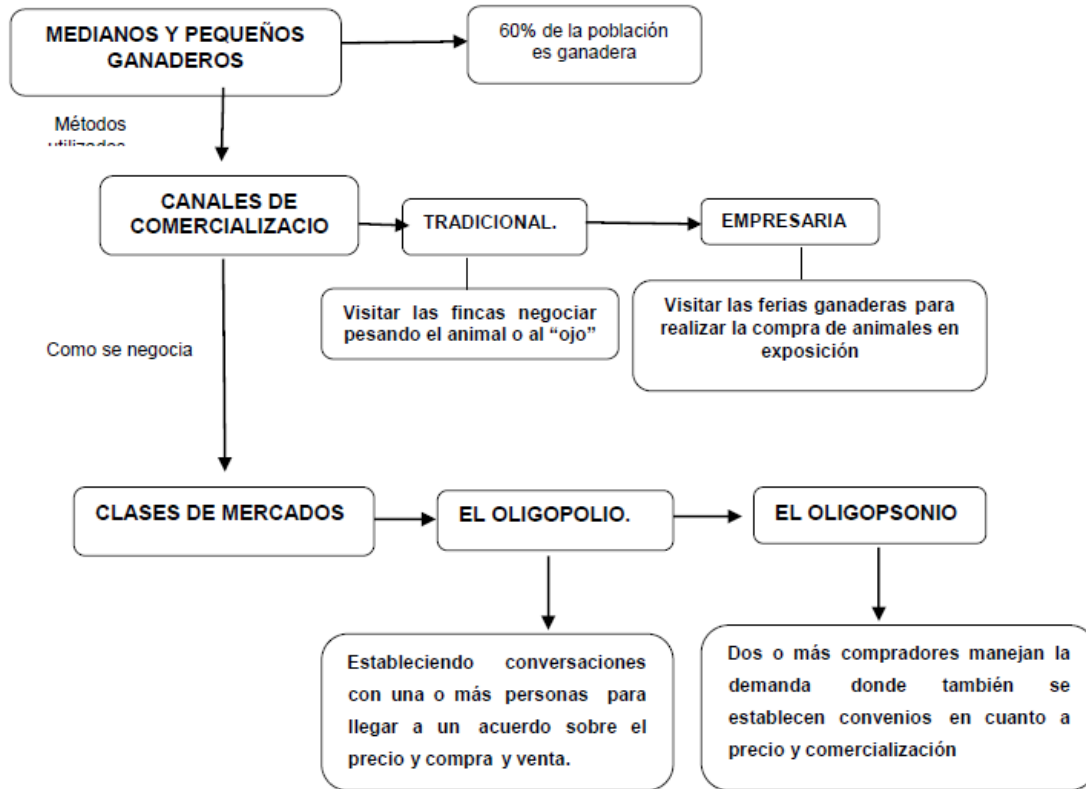 MEDIANOS Y PEQUEÑOS
GANADEROS
60% de la población
es ganadera
Métodos
utilizados
CANALES DE
COMERCIALIZACIO
TRADICIONAL.
EMPRESARIA
Visitar las fincas negociar
pesando el animal o al “ojo”
Visitar las ferias ganaderas para
realizar la compra de animales en
exposición
Como se negocia
CLASES DE MERCADOS
EL OLIGOPOLIO.
EL OLIGOPSONIO
Estableciendo conversaciones
con una o más personas para
llegar a un acuerdo sobre el
precio y compra y venta.
Dos o más compradores manejan la
demanda donde también se
establecen convenios en cuanto a
precio y comercialización